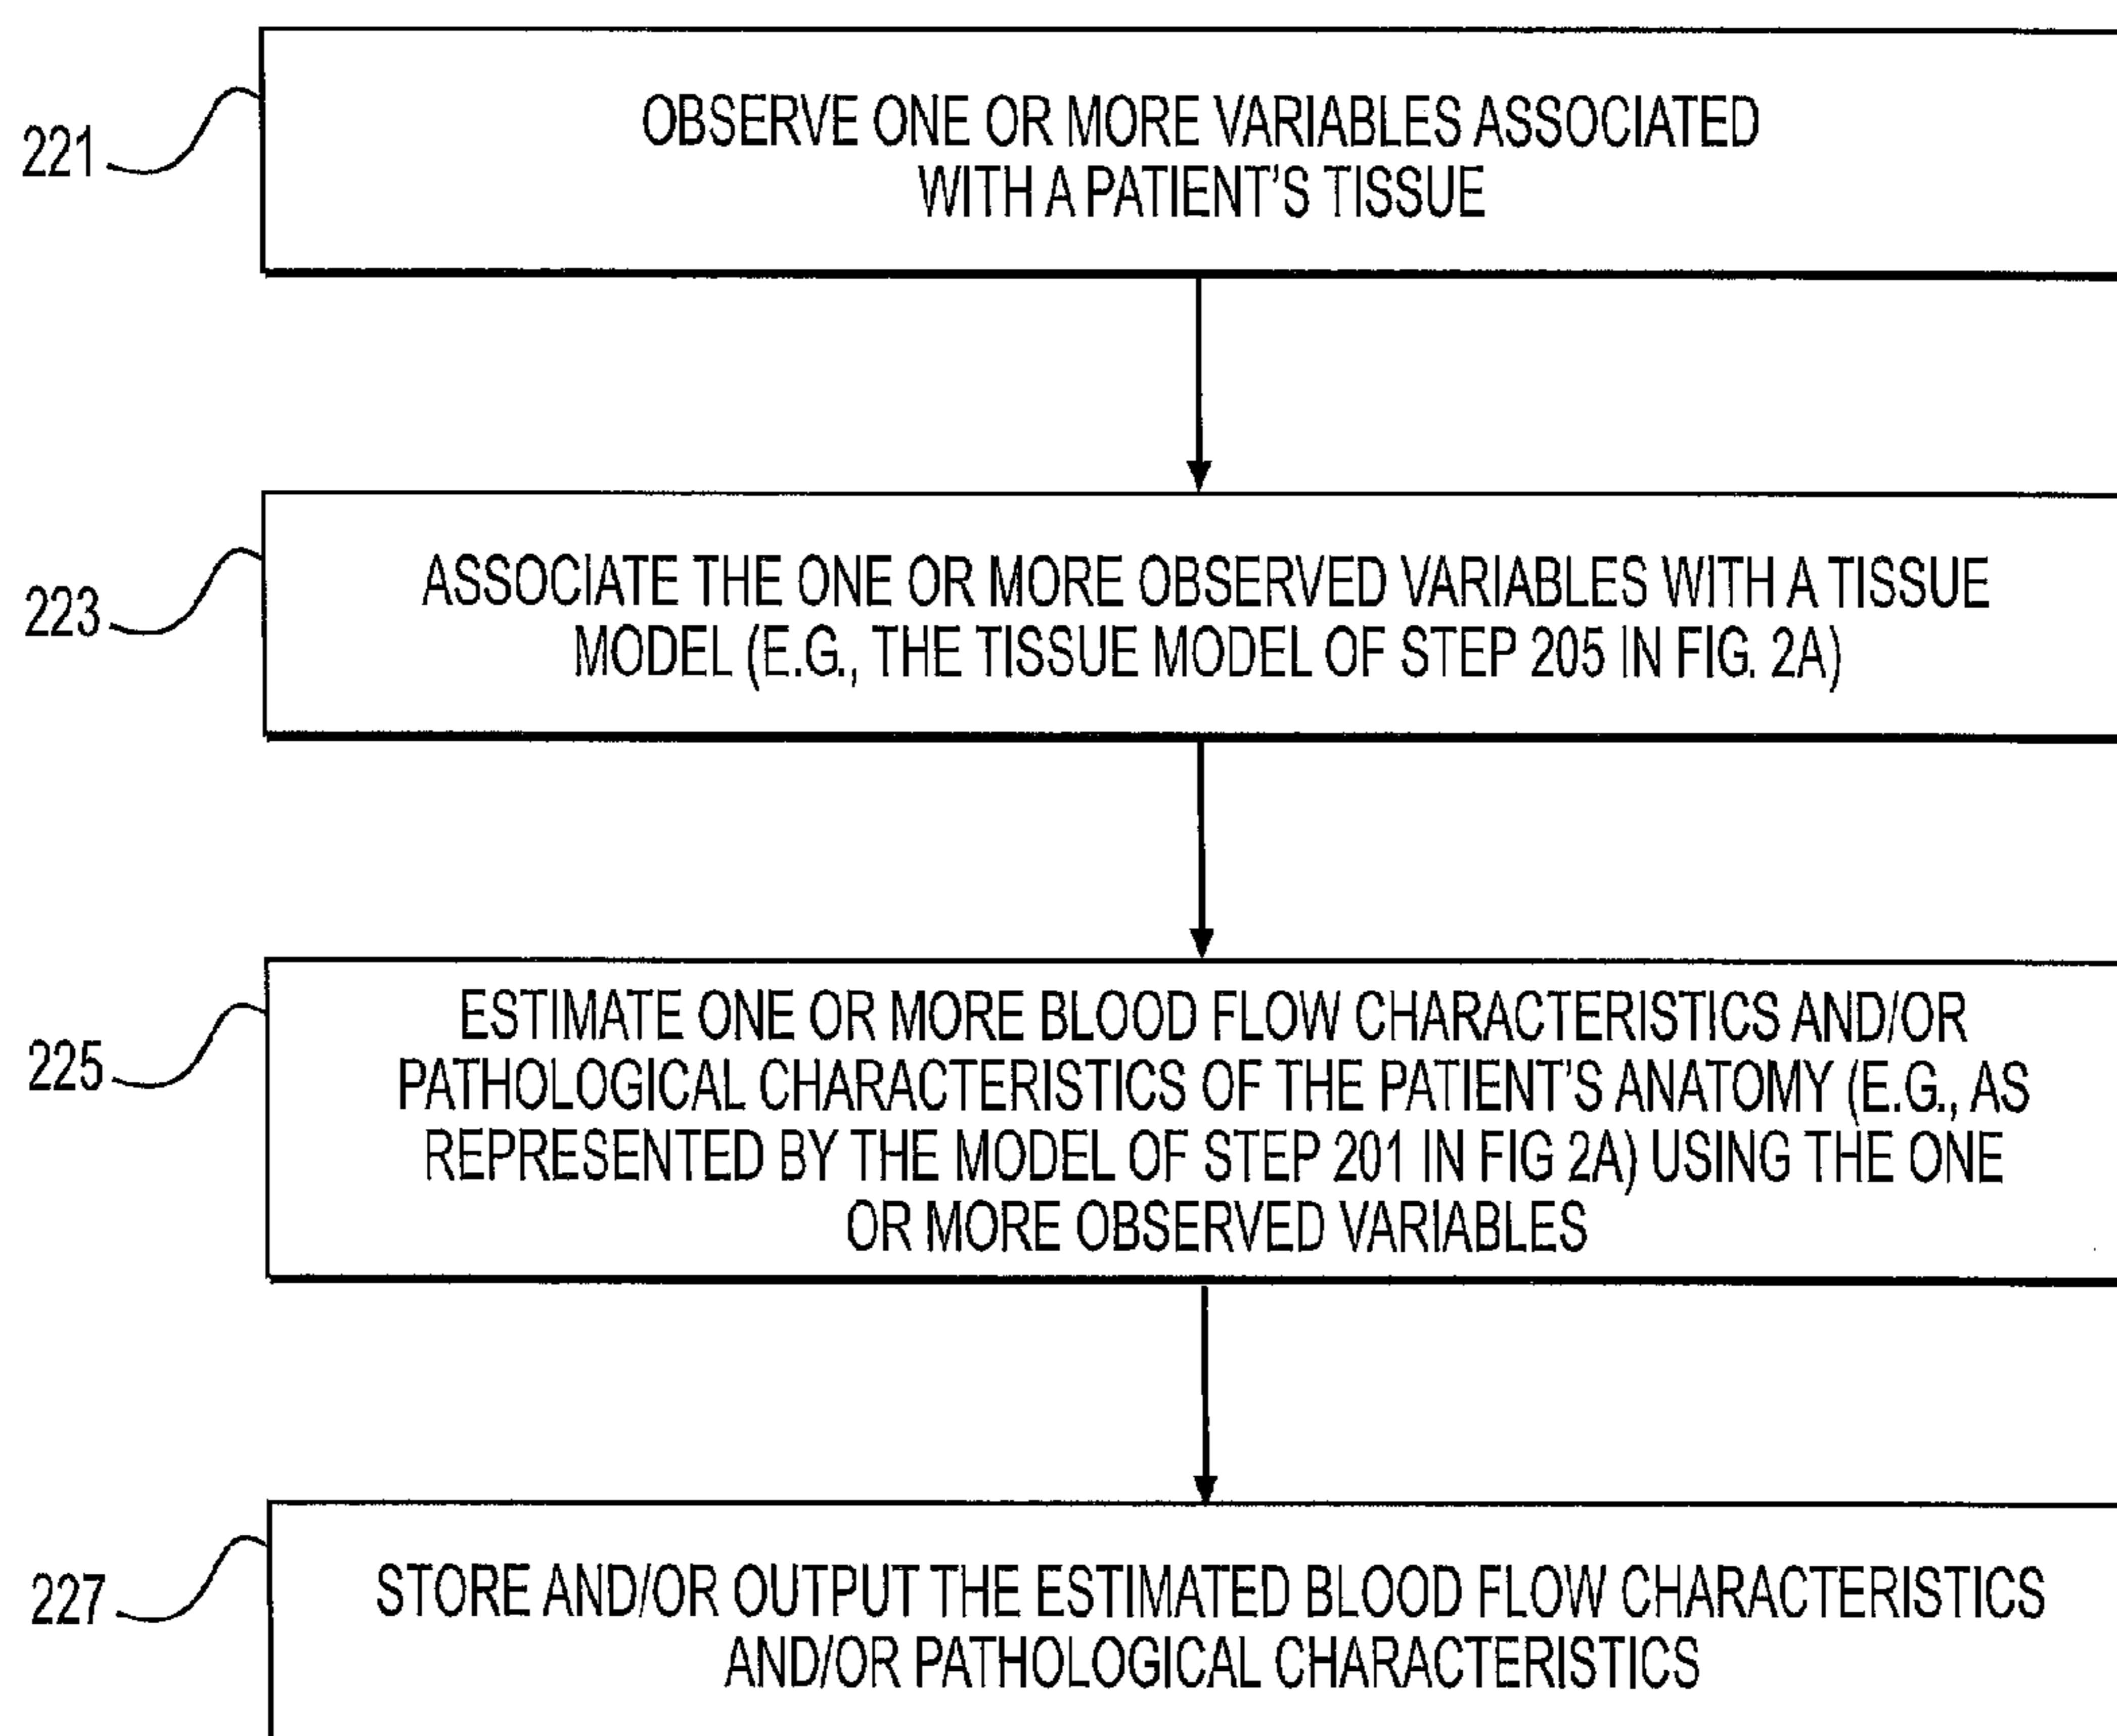 221
OBSERVE ONE OR MORE VARIABLES ASSOCIATED
WITH A PATIENT'S TISSUE
223
ASSOCIATE THE ONE OR MORE OBSERVED VARIABLES WITH A TISSUE
MODEL (E.G., THE TISSUE MODEL OF STEP 205 IN FIG. 2A)
225
ESTIMATE ONE OR MORE BLOOD FLOW CHARACTERISTICS AND/OR
PATHOLOGICAL CHARACTERISTICS OF THE PATIENT'S ANATOMY (E.G., AS
REPRESENTED BY THE MODEL OF STEP 201 IN FIG 2A) USING THE ONE
OR MORE OBSERVED VARIABLES
227
STORE AND/OR OUTPUT THE ESTIMATED BLOOD FLOW CHARACTERISTICS
AND/OR PATHOLOGICAL CHARACTERISTICS